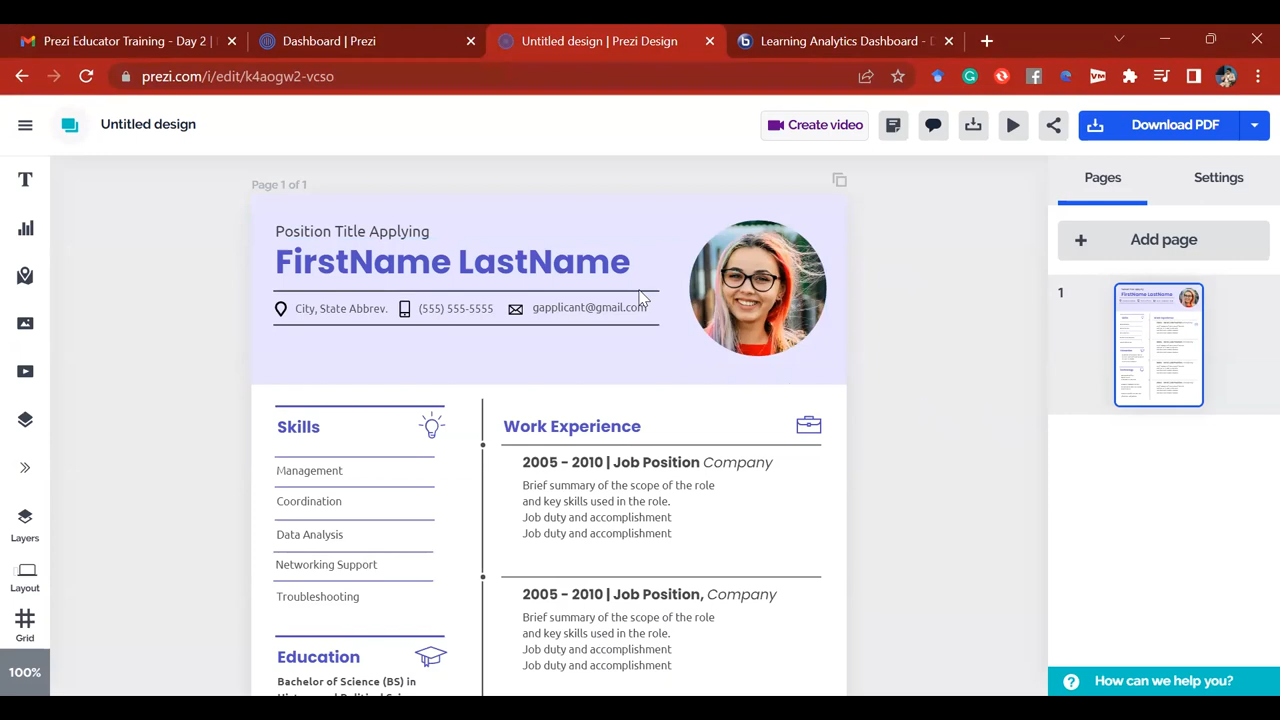 Prezi Educator Training - Day 2 |
Dashboard | Prezi
Untitled design | Prezi Design
Learning Analytics Dashboard -
prezi.com/i/edit/k4aogw2-vcso
Untitled design
Create video
Download PDF
Pages
Settings
Add page
1
Page 1 of 1
Position Title Applying
FirstName LastName
City, State Abbrev.
(555) 555-5555
gapplicant@gmail.com
Skills
Management
Coordination
Data Analysis
Networking Support
Troubleshooting
Education
Bachelor of Science (BS) in
Work Experience
2005 - 2010 | Job Position Company
Brief summary of the scope of the role
and key skills used in the role.
Job duty and accomplishment
Job duty and accomplishment
2005 - 2010 | Job Position, Company
Brief summary of the scope of the role
and key skills used in the role.
Job duty and accomplishment
Job duty and accomplishment
Layers
Layout
Grid
100%
How can we help you?